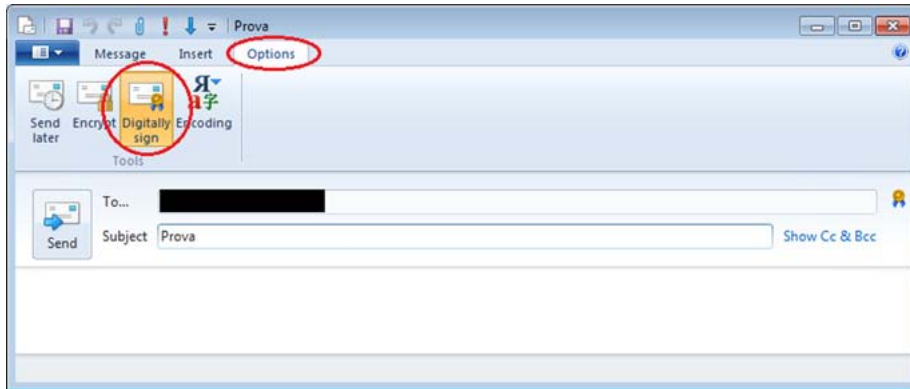 Prova
Message Insert Options
Send later
Encrypt
Digitally sign
Encoding
Tools
To...
Send
Subject Prova Show Cc & Bcc